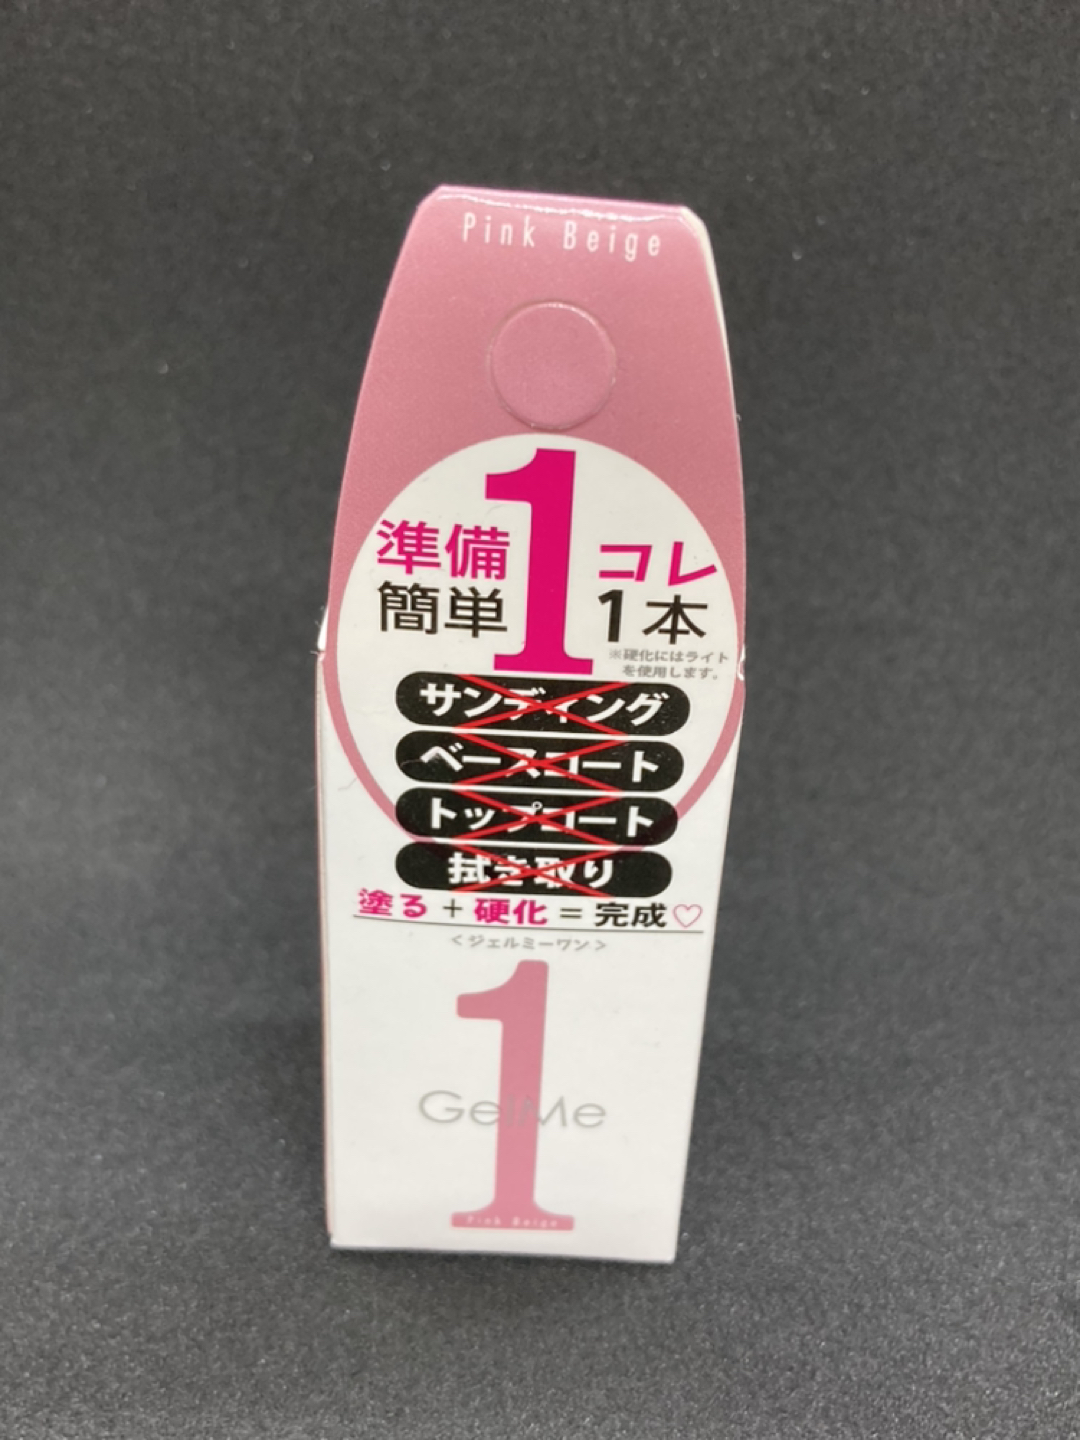 Pink Beige
1
準備 コレ
簡単 1本
※硬化にはライト
を使用します。
サンディング
ベースコート
トップコート
拭き取り
塗る + 硬化 = 完成♡
<ジェルミーワン>
1
GelMe
Pink Beige